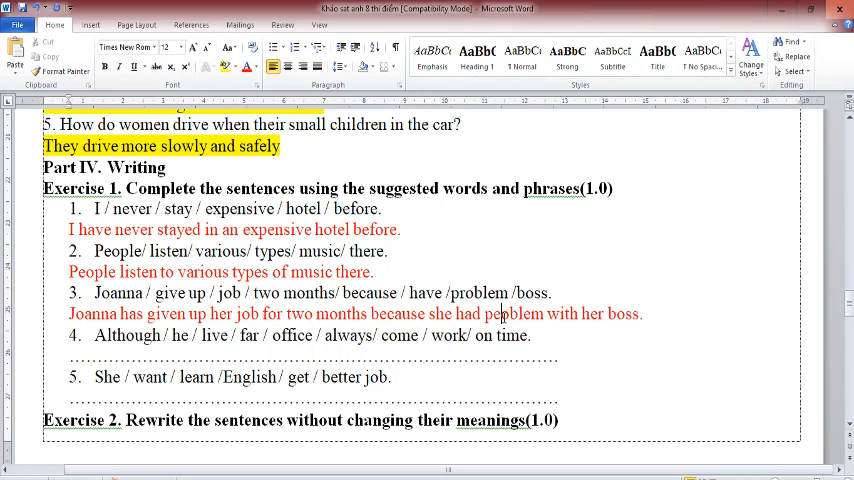 Khảo sat anh 8 thi điểm [Compatibility Mode] - Microsoft Word
File Home Insert Page Layout References Mailings Review View
Cut
Copy
Paste Format Painter
Clipboard
Times New Rom 12
Font
Paragraph
AaBbCc AaBbC AaBbCc AaBbC AaBbCcI AaBb AaBbCc
Emphasis Heading 1 ¶ Normal Strong Subtitle Title ¶ No Spaci...
Styles
Change Styles
Find
Replace
Select
Editing
5. How do women drive when their small children in the car?
They drive more slowly and safely
Part IV. Writing
Exercise 1. Complete the sentences using the suggested words and phrases(1.0)
1. I / never / stay / expensive / hotel / before.
I have never stayed in an expensive hotel before.
2. People/ listen/ various/ types/ music/ there.
People listen to various types of music there.
3. Joanna / give up / job / two months/ because / have /problem /boss.
Joanna has given up her job for two months because she had peoblem with her boss.
4. Although / he / live / far / office / always/ come / work/ on time.
5. She / want / learn /English / get / better job.
Exercise 2. Rewrite the sentences without changing their meanings(1.0)